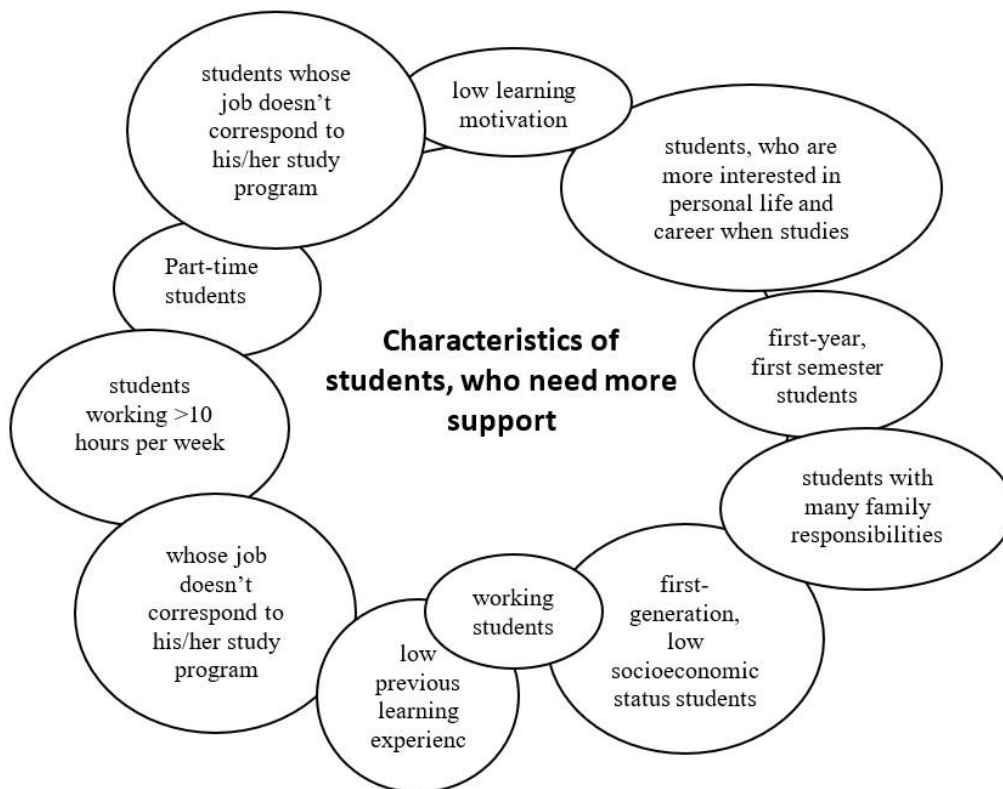 students whose
job doesn’t
correspond to
his/her study
program
low learning
motivation
students, who are
more interested in
personal life and
career when studies
Part-time
students
Characteristics of
students, who need more
support
first-year,
first semester
students
students
working >10
hours per week
students with
many family
responsibilities
whose job
doesn’t
correspond to
his/her study
program
working
students
first-
generation,
low
socioeconomic
status students
low
previous
learning
experienc